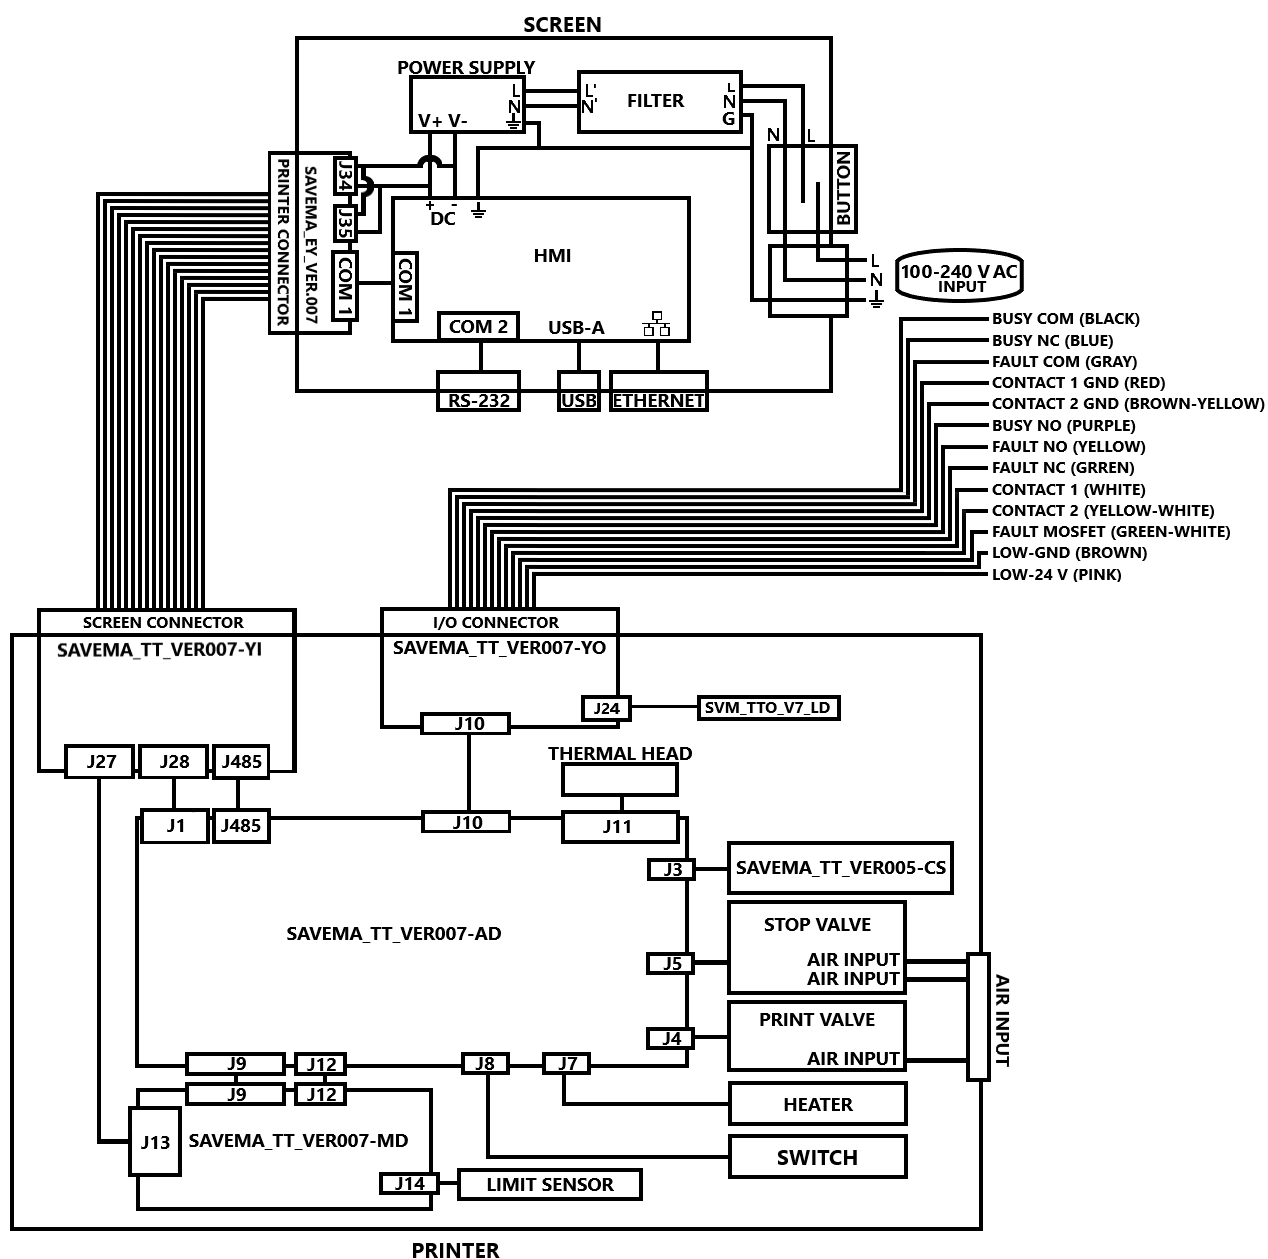 SCREEN
POWER SUPPLY
L
N
V+ V-
L'
N'
FILTER
L
N
G
N
L
BUTTON
PRINTER CONNECTOR
SAVEMA_EY_VER.007
J34
J35
COM 1
+ -
DC
HMI
COM 1
COM 2
USB-A
RS-232
USB
ETHERNET
L
N
100-240 V AC
INPUT
BUSY COM (BLACK)
BUSY NC (BLUE)
FAULT COM (GRAY)
CONTACT 1 GND (RED)
CONTACT 2 GND (BROWN-YELLOW)
BUSY NO (PURPLE)
FAULT NO (YELLOW)
FAULT NC (GRREN)
CONTACT 1 (WHITE)
CONTACT 2 (YELLOW-WHITE)
FAULT MOSFET (GREEN-WHITE)
LOW-GND (BROWN)
LOW-24 V (PINK)
SCREEN CONNECTOR
SAVEMA_TT_VER007-YI
I/O CONNECTOR
SAVEMA_TT_VER007-YO
J24
SVM_TTO_V7_LD
J10
J27
J28
J485
THERMAL HEAD
J1
J485
J10
J11
J3
SAVEMA_TT_VER005-CS
SAVEMA_TT_VER007-AD
STOP VALVE
J5
AIR INPUT
AIR INPUT
AIR INPUT
J4
PRINT VALVE
AIR INPUT
J9
J12
J8
J7
J9
J12
HEATER
J13
SAVEMA_TT_VER007-MD
SWITCH
J14
LIMIT SENSOR
PRINTER